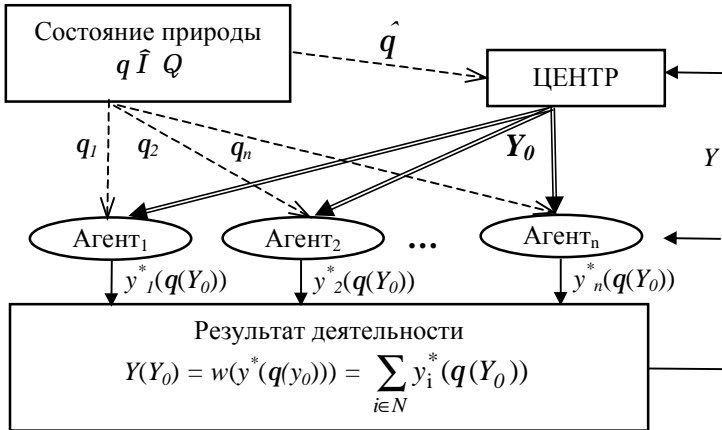 Состояние природы
q Î Q
q̂
ЦЕНТР
q₁
q₂
qₙ
Y₀
Y
Агент₁
Агент₂
...
Агентₙ
y*₁(q(Y₀))
y*₂(q(Y₀))
y*ₙ(q(Y₀))
Результат деятельности
Y(Y₀) = w(y*(q(y₀))) = ∑_{i∈N} y*ᵢ(q(Y₀))